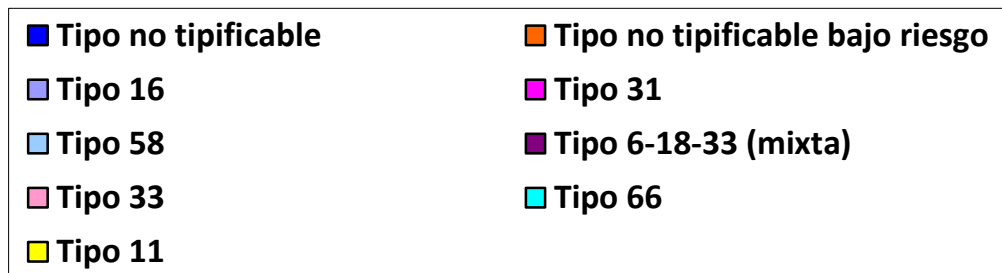 Tipo no tipificable
Tipo no tipificable bajo riesgo
Tipo 16
Tipo 31
Tipo 58
Tipo 6-18-33 (mixta)
Tipo 33
Tipo 66
Tipo 11